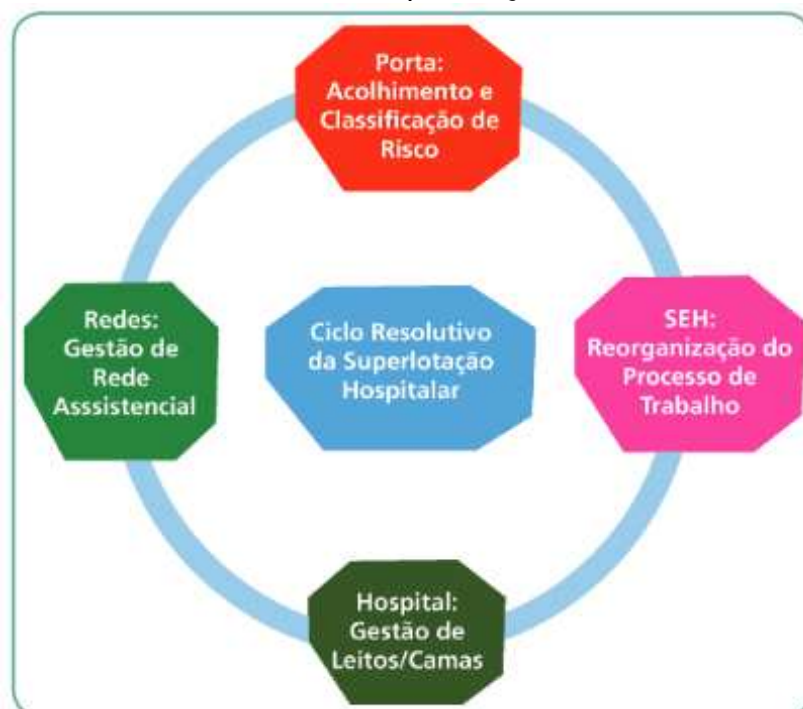 Porta:
Acolhimento e
Classificação de
Risco
Redes:
Gestão de
Rede
Asssistencial
Ciclo Resolutivo
da Superlotação
Hospitalar
SEH:
Reorganização do
Processo de
Trabalho
Hospital:
Gestão de
Leitos/Camas